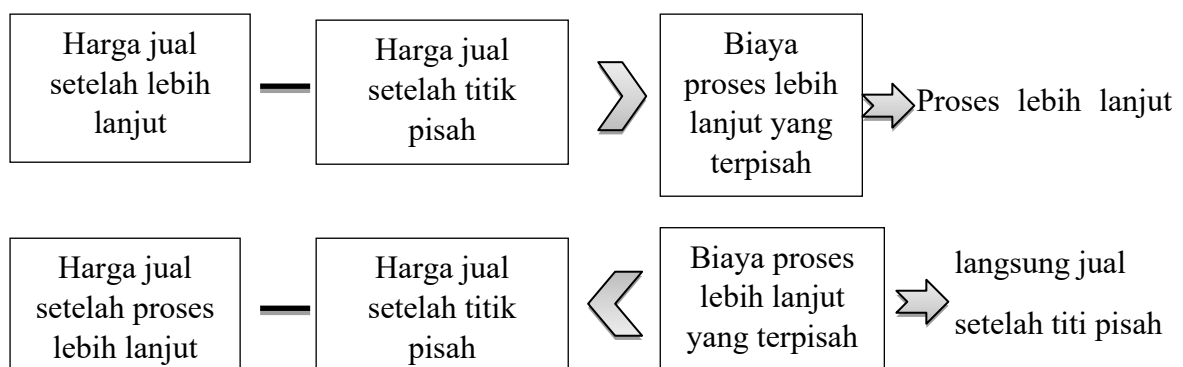 Harga jual
setelah lebih
lanjut
Harga jual
setelah titik
pisah
Biaya
proses lebih
lanjut yang
terpisah
Proses lebih lanjut
Harga jual
setelah proses
lebih lanjut
Harga jual
setelah titik
pisah
Biaya proses
lebih lanjut
yang terpisah
langsung jual
setelah titi pisah